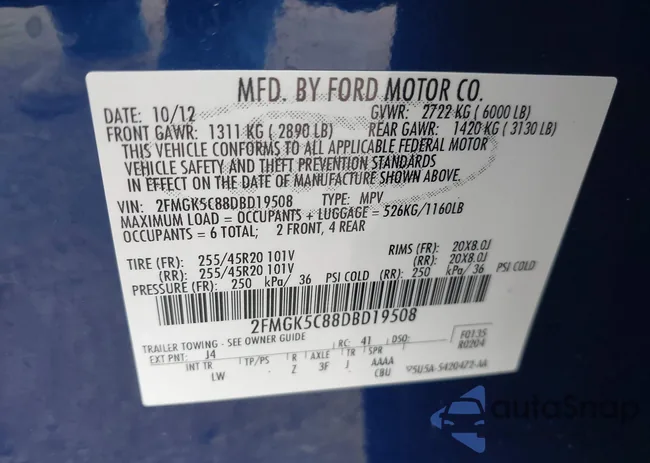 MFD. BY FORD MOTOR CO.
DATE: 10/12 GVWR: 2722 KG ( 6000 LB)
FRONT GAWR: 1311 KG ( 2890 LB) REAR GAWR: 1420 KG ( 3130 LB)
THIS VEHICLE CONFORMS TO ALL APPLICABLE FEDERAL MOTOR
VEHICLE SAFETY AND THEFT PREVENTION STANDARDS
IN EFFECT ON THE DATE OF MANUFACTURE SHOWN ABOVE.
VIN: 2FMGK5C88DBD19508 TYPE: MPV
MAXIMUM LOAD = OCCUPANTS + LUGGAGE = 526KG/1160LB
OCCUPANTS = 6 TOTAL; 2 FRONT, 4 REAR
TIRE (FR): 255/45R20 101V RIMS (FR): 20X8.0J
(RR): 255/45R20 101V (RR): 20X8.0J
PRESSURE (FR): 250 kPa/ 36 PSI COLD (RR): 250 kPa/ 36 PSI COLD
2FMGK5C88DBD19508
TRAILER TOWING - SEE OWNER GUIDE RC: 41 DSO: F0135
EXT PNT: J4 R0204
INT TR TP/PS R AXLE TR SPR
LW Z 3F J AAAA
CBU 5U5A-5420472-AA
autoSnap